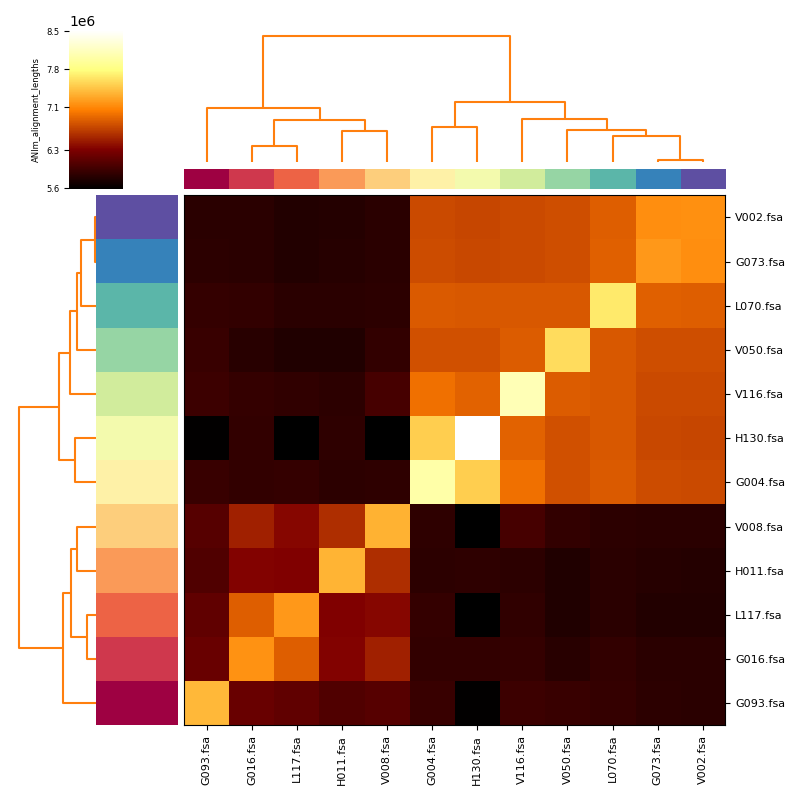 1e6
8.5
7.8
7.1
6.3
5.6
ANIm_alignment_lengths
V002.fsa
G073.fsa
L070.fsa
V050.fsa
V116.fsa
H130.fsa
G004.fsa
V008.fsa
H011.fsa
L117.fsa
G016.fsa
G093.fsa
G093.fsa
G016.fsa
L117.fsa
H011.fsa
V008.fsa
G004.fsa
H130.fsa
V116.fsa
V050.fsa
L070.fsa
G073.fsa
V002.fsa